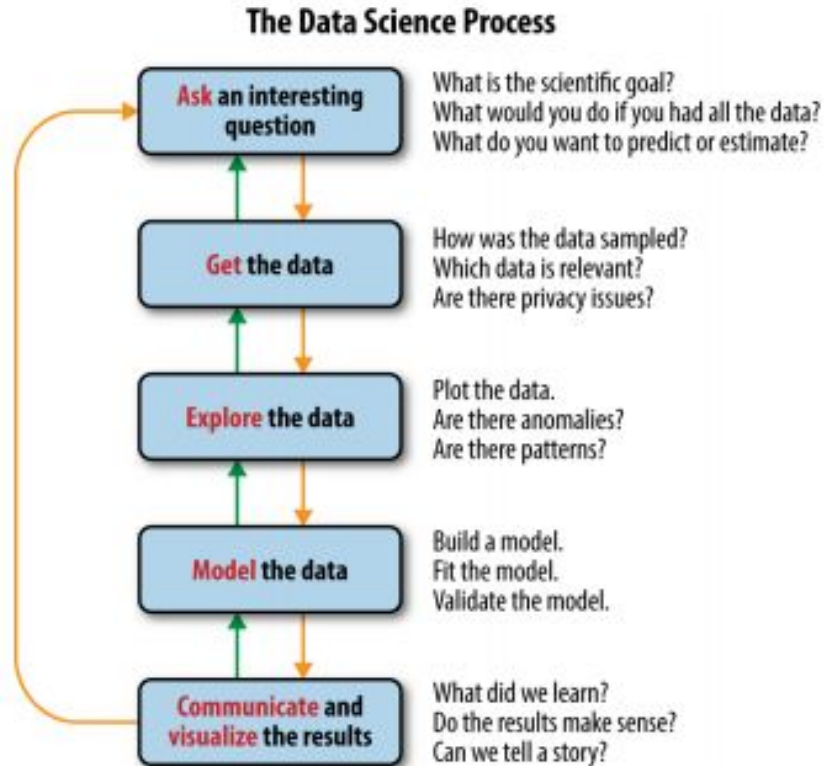 The Data Science Process
Ask an interesting
question
What is the scientific goal?
What would you do if you had all the data?
What do you want to predict or estimate?
Get the data
How was the data sampled?
Which data is relevant?
Are there privacy issues?
Explore the data
Plot the data.
Are there anomalies?
Are there patterns?
Model the data
Build a model.
Fit the model.
Validate the model.
Communicate and
visualize the results
What did we learn?
Do the results make sense?
Can we tell a story?